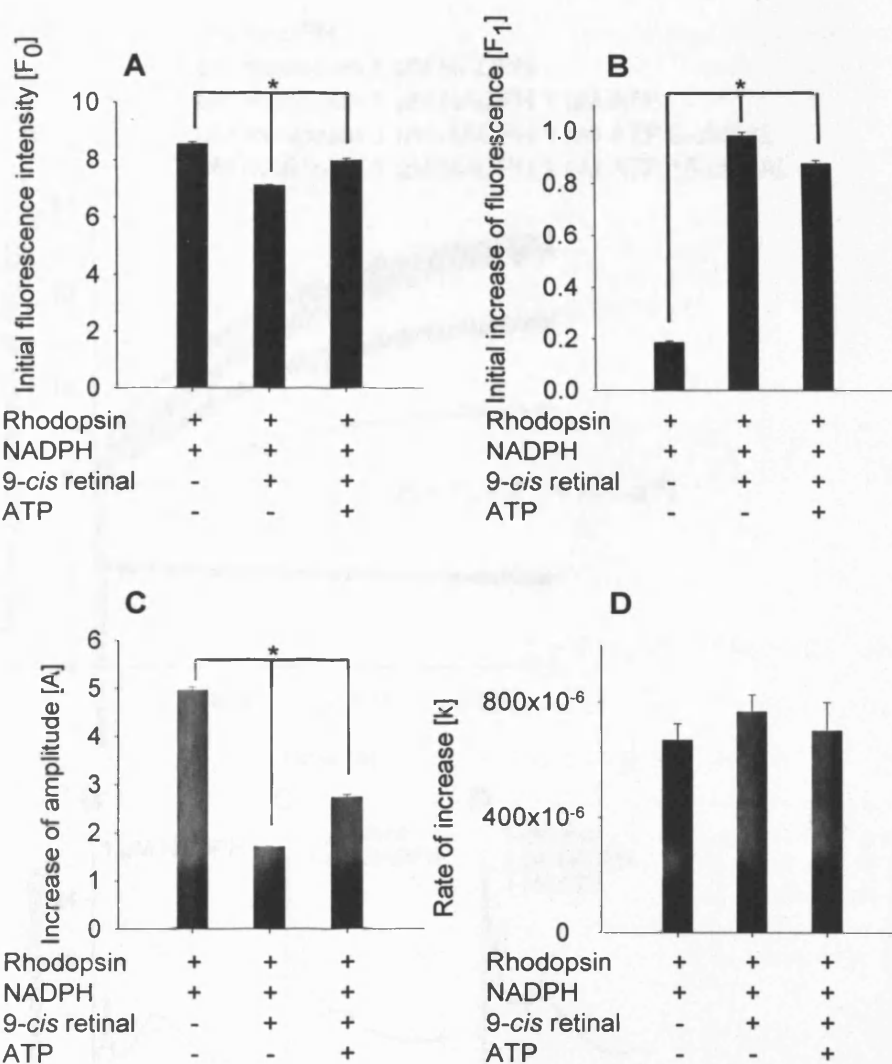 A
Initial fluorescence intensity [F0]
*
10
8
6
4
2
0
Rhodopsin + + +
NADPH + + +
9-cis retinal - + +
ATP - - +
B
Initial increase of fluorescence [F1]
*
1.0
0.8
0.6
0.4
0.2
0.0
Rhodopsin + + +
NADPH + + +
9-cis retinal - + +
ATP - - +
C
Increase of amplitude [A]
*
6
5
4
3
2
1
0
Rhodopsin + + +
NADPH + + +
9-cis retinal - + +
ATP - - +
D
Rate of increase [k]
800x10-6
400x10-6
0
Rhodopsin + + +
NADPH + + +
9-cis retinal - + +
ATP - - +